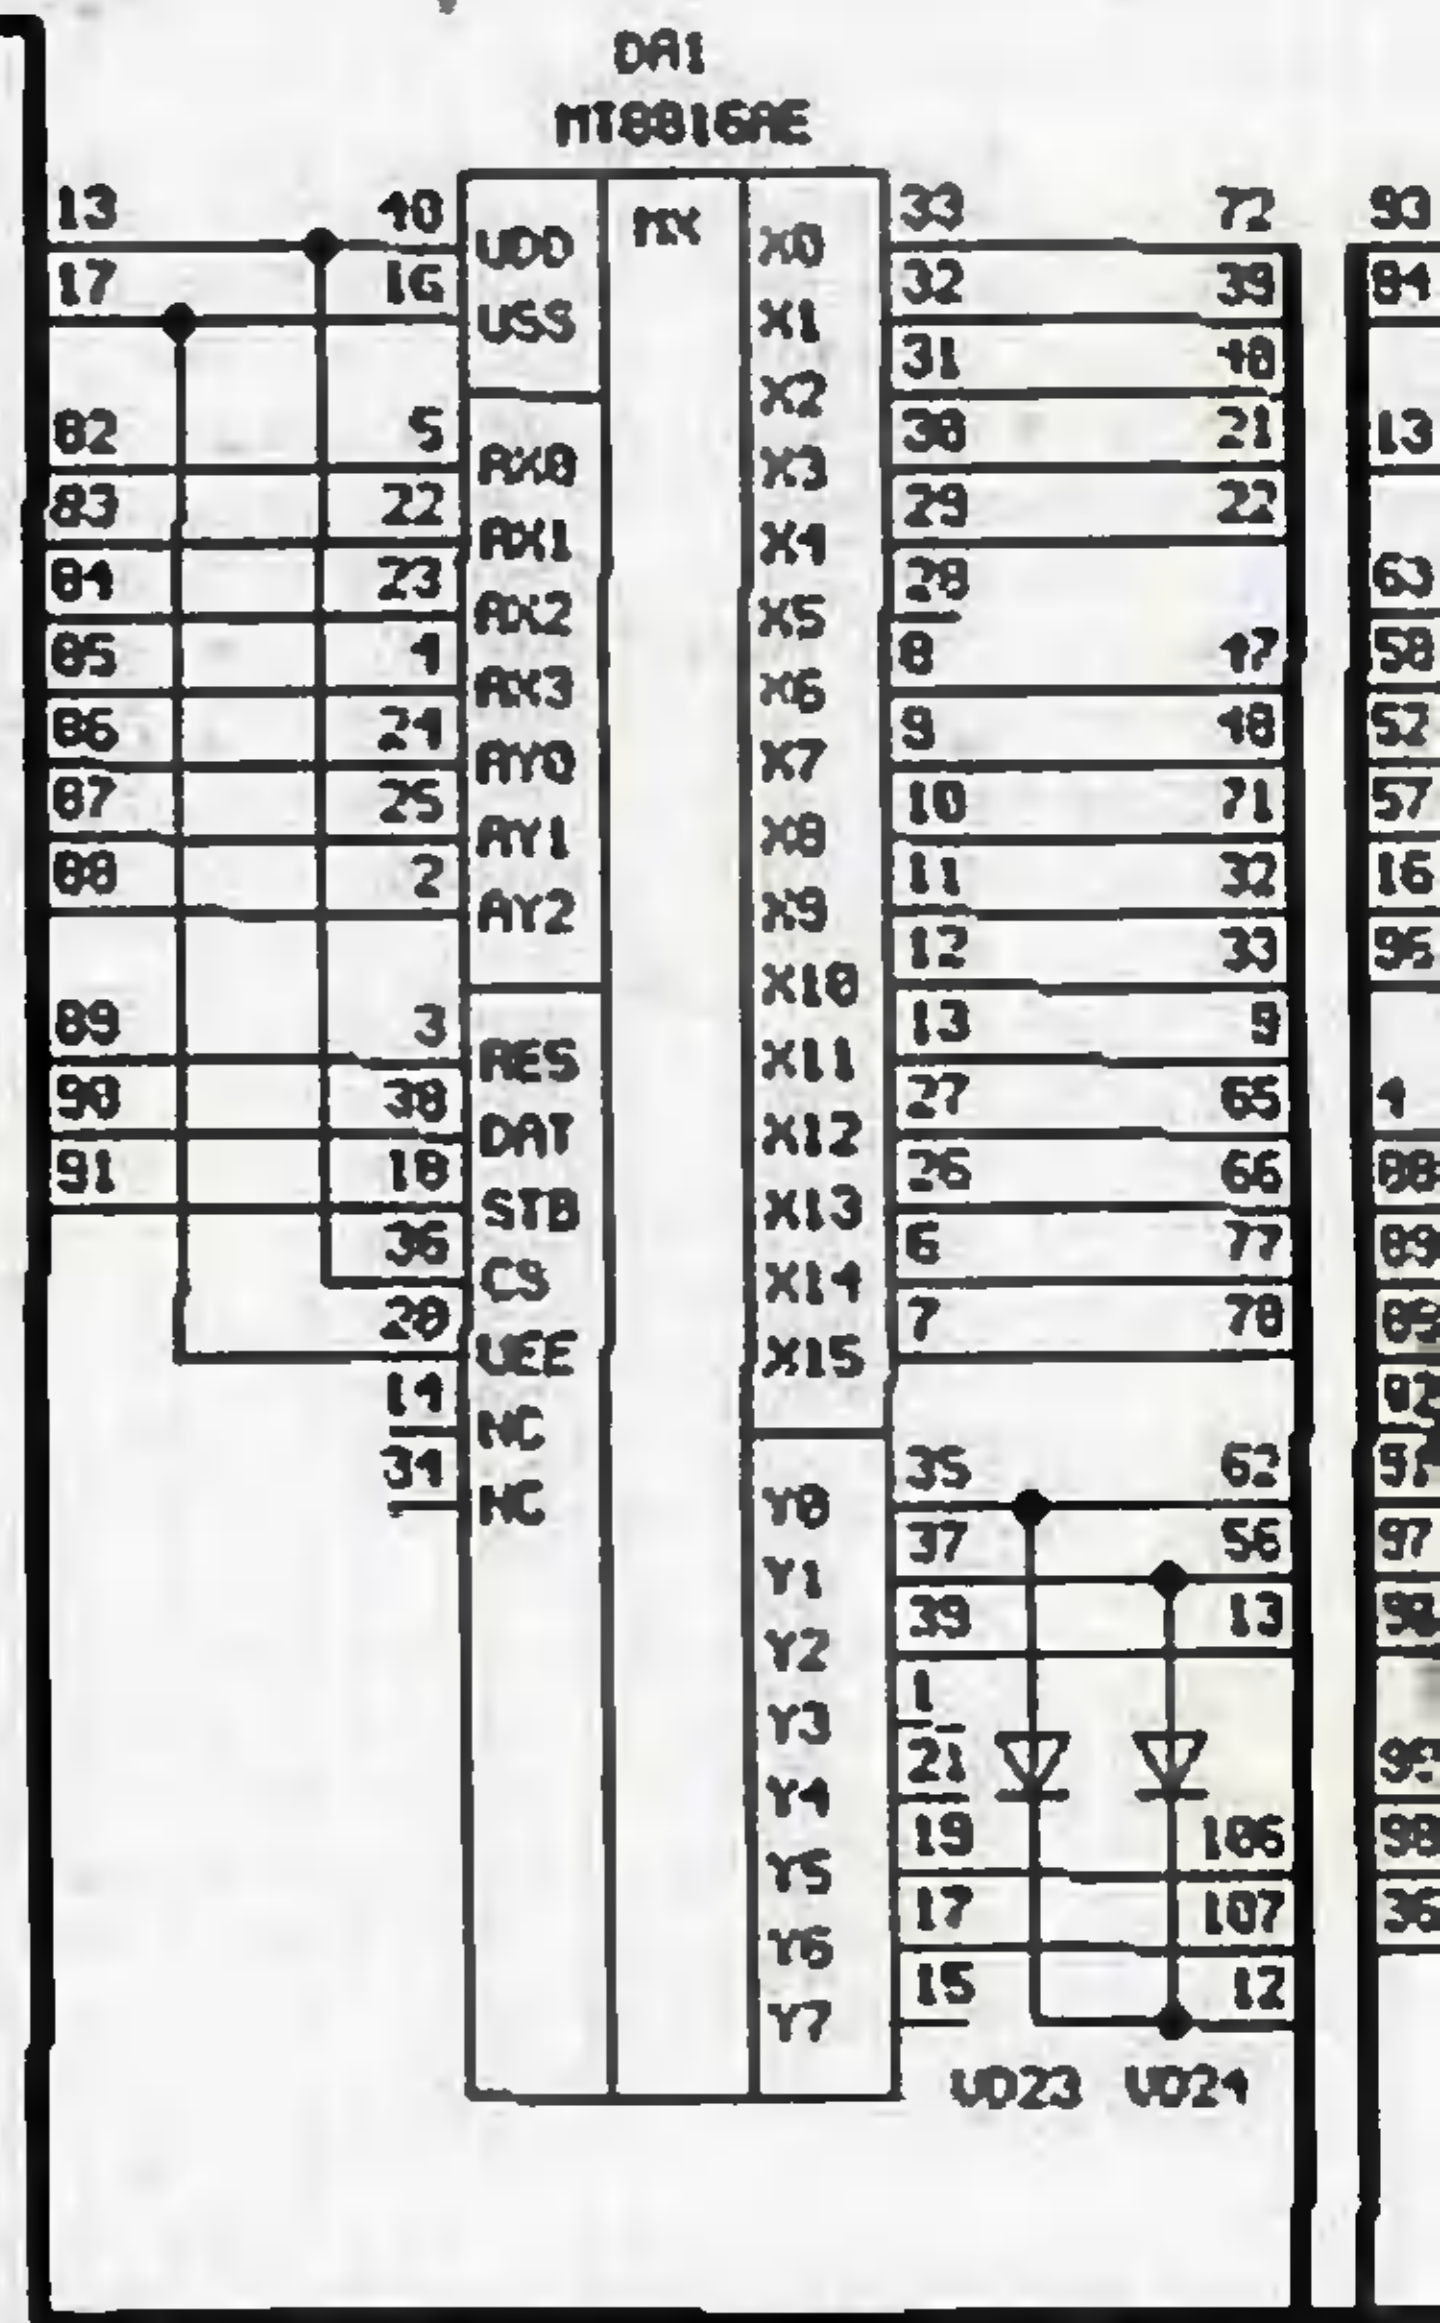 DA1
MT8816AE
13 40 VDD MX X0 33 72 93
17 16 VSS X1 32 39 84
X2 31 40
82 5 AX0 X3 30 21 13
83 22 AX1 X4 29 22
84 23 AX2 X5 28 63
85 4 AX3 X6 8 47 58
86 24 AY0 X7 9 48 52
87 25 AY1 X8 10 71 57
88 2 AY2 X9 11 32 16
X10 12 33 96
89 3 RES X11 13 9
90 38 DAT X12 27 65 4
91 18 STB X13 26 66 88
36 CS X14 6 77 89
20 VEE X15 7 78
14 NC
34 NC Y0 35 62
Y1 37 56 97
Y2 39 13
Y3 1
Y4 21
Y5 19 106
Y6 17 107 36
Y7 15 12
VD23 VD24